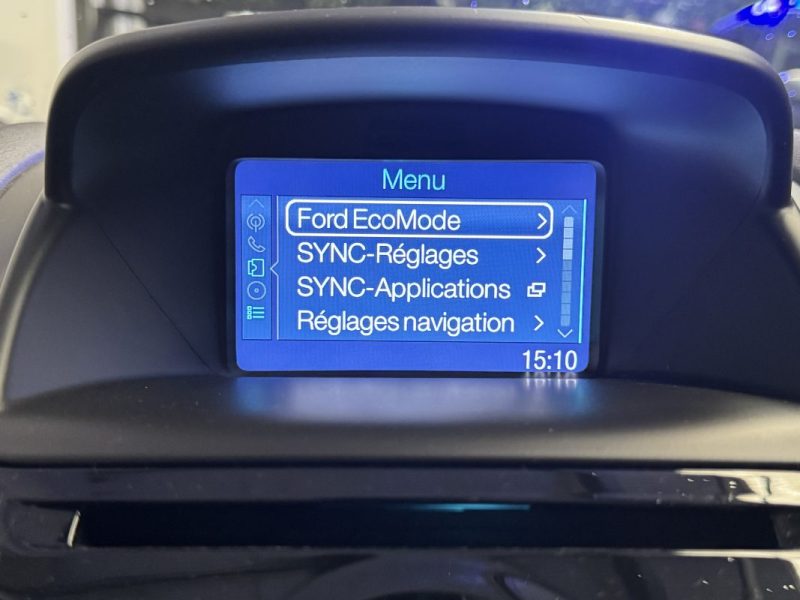 Menu
Ford EcoMode
SYNC-Réglages
SYNC-Applications
Réglages navigation
15:10